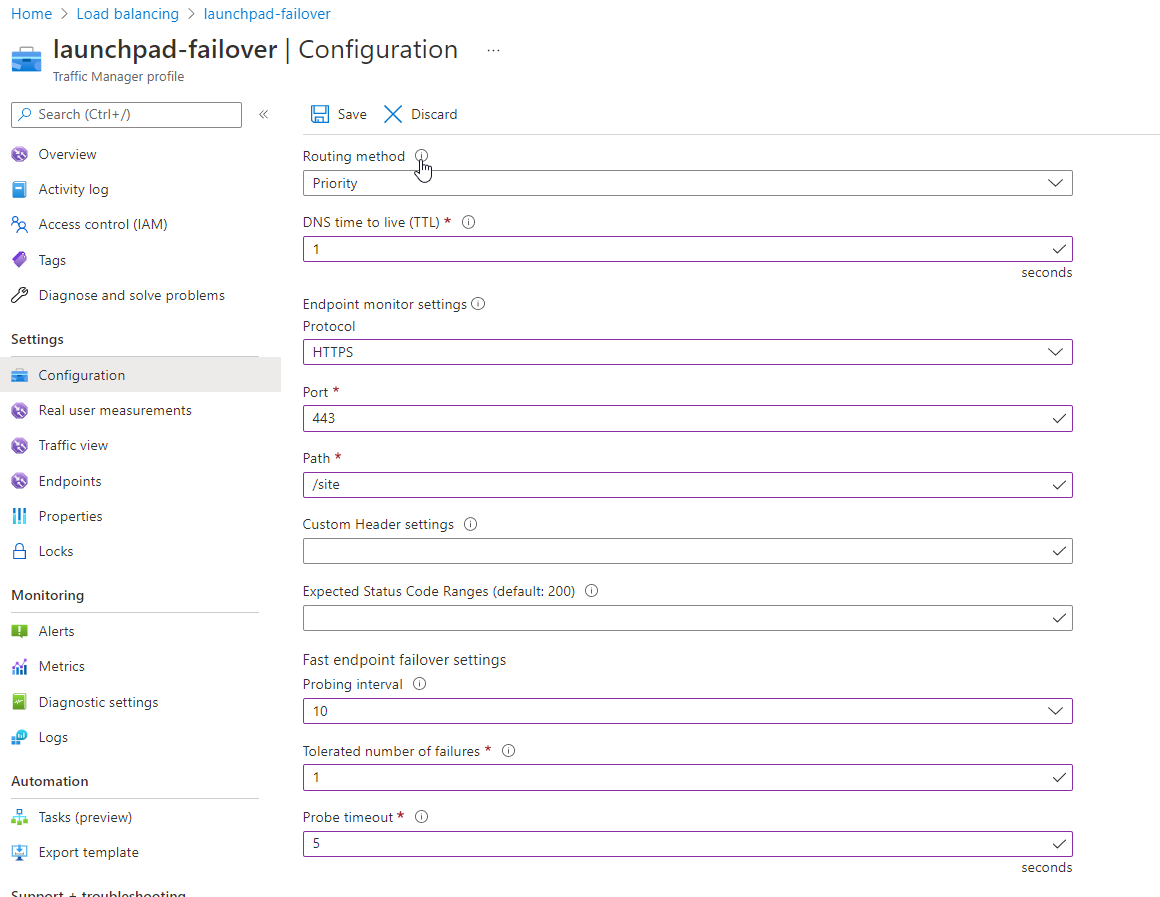 Home > Load balancing > launchpad-failover
launchpad-failover | Configuration ...
Traffic Manager profile
Search (Ctrl+/)
«
Overview
Activity log
Access control (IAM)
Tags
Diagnose and solve problems
Settings
Configuration
Real user measurements
Traffic view
Endpoints
Properties
Locks
Monitoring
Alerts
Metrics
Diagnostic settings
Logs
Automation
Tasks (preview)
Export template
Support + troubleshooting
Save Discard
Routing method
Priority
DNS time to live (TTL) *
1
seconds
Endpoint monitor settings
Protocol
HTTPS
Port *
443
Path *
/site
Custom Header settings
Expected Status Code Ranges (default: 200)
Fast endpoint failover settings
Probing interval
10
Tolerated number of failures *
1
Probe timeout *
5
seconds